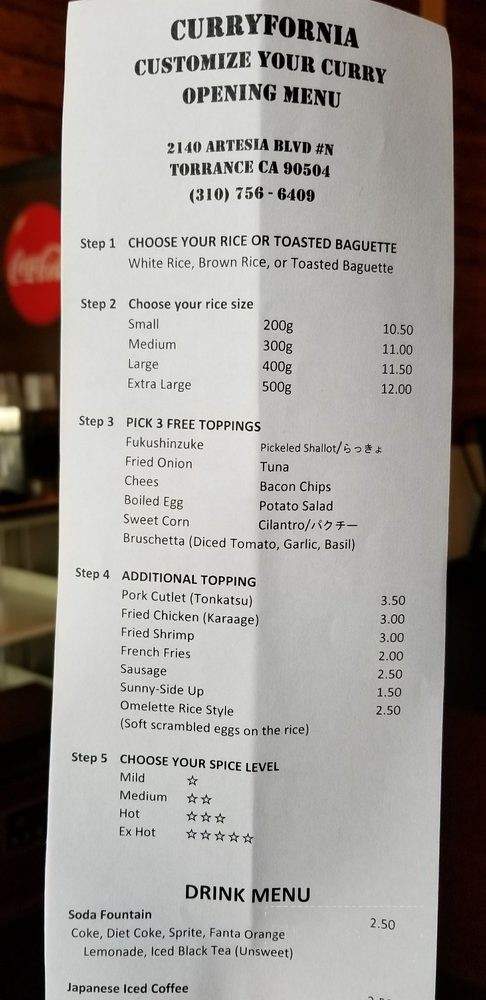 CURRYFORNIA
CUSTOMIZE YOUR CURRY
OPENING MENU
2140 ARTESIA BLVD #N
TORRANCE CA 90504
(310) 756 - 6409
Coca-Cola
Step 1 CHOOSE YOUR RICE OR TOASTED BAGUETTE
White Rice, Brown Rice, or Toasted Baguette
Step 2 Choose your rice size
Small 200g 10.50
Medium 300g 11.00
Large 400g 11.50
Extra Large 500g 12.00
Step 3 PICK 3 FREE TOPPINGS
Fukushinzuke Pickeled Shallot/らっきょ
Fried Onion Tuna
Chees Bacon Chips
Boiled Egg Potato Salad
Sweet Corn Cilantro/パクチー
Bruschetta (Diced Tomato, Garlic, Basil)
Step 4 ADDITIONAL TOPPING
Pork Cutlet (Tonkatsu) 3.50
Fried Chicken (Karaage) 3.00
Fried Shrimp 3.00
French Fries 2.00
Sausage 2.50
Sunny-Side Up 1.50
Omelette Rice Style 2.50
(Soft scrambled eggs on the rice)
Step 5 CHOOSE YOUR SPICE LEVEL
Mild ☆
Medium ☆☆
Hot ☆☆☆
Ex Hot ☆☆☆☆☆
DRINK MENU
Soda Fountain 2.50
Coke, Diet Coke, Sprite, Fanta Orange
Lemonade, Iced Black Tea (Unsweet)
Japanese Iced Coffee